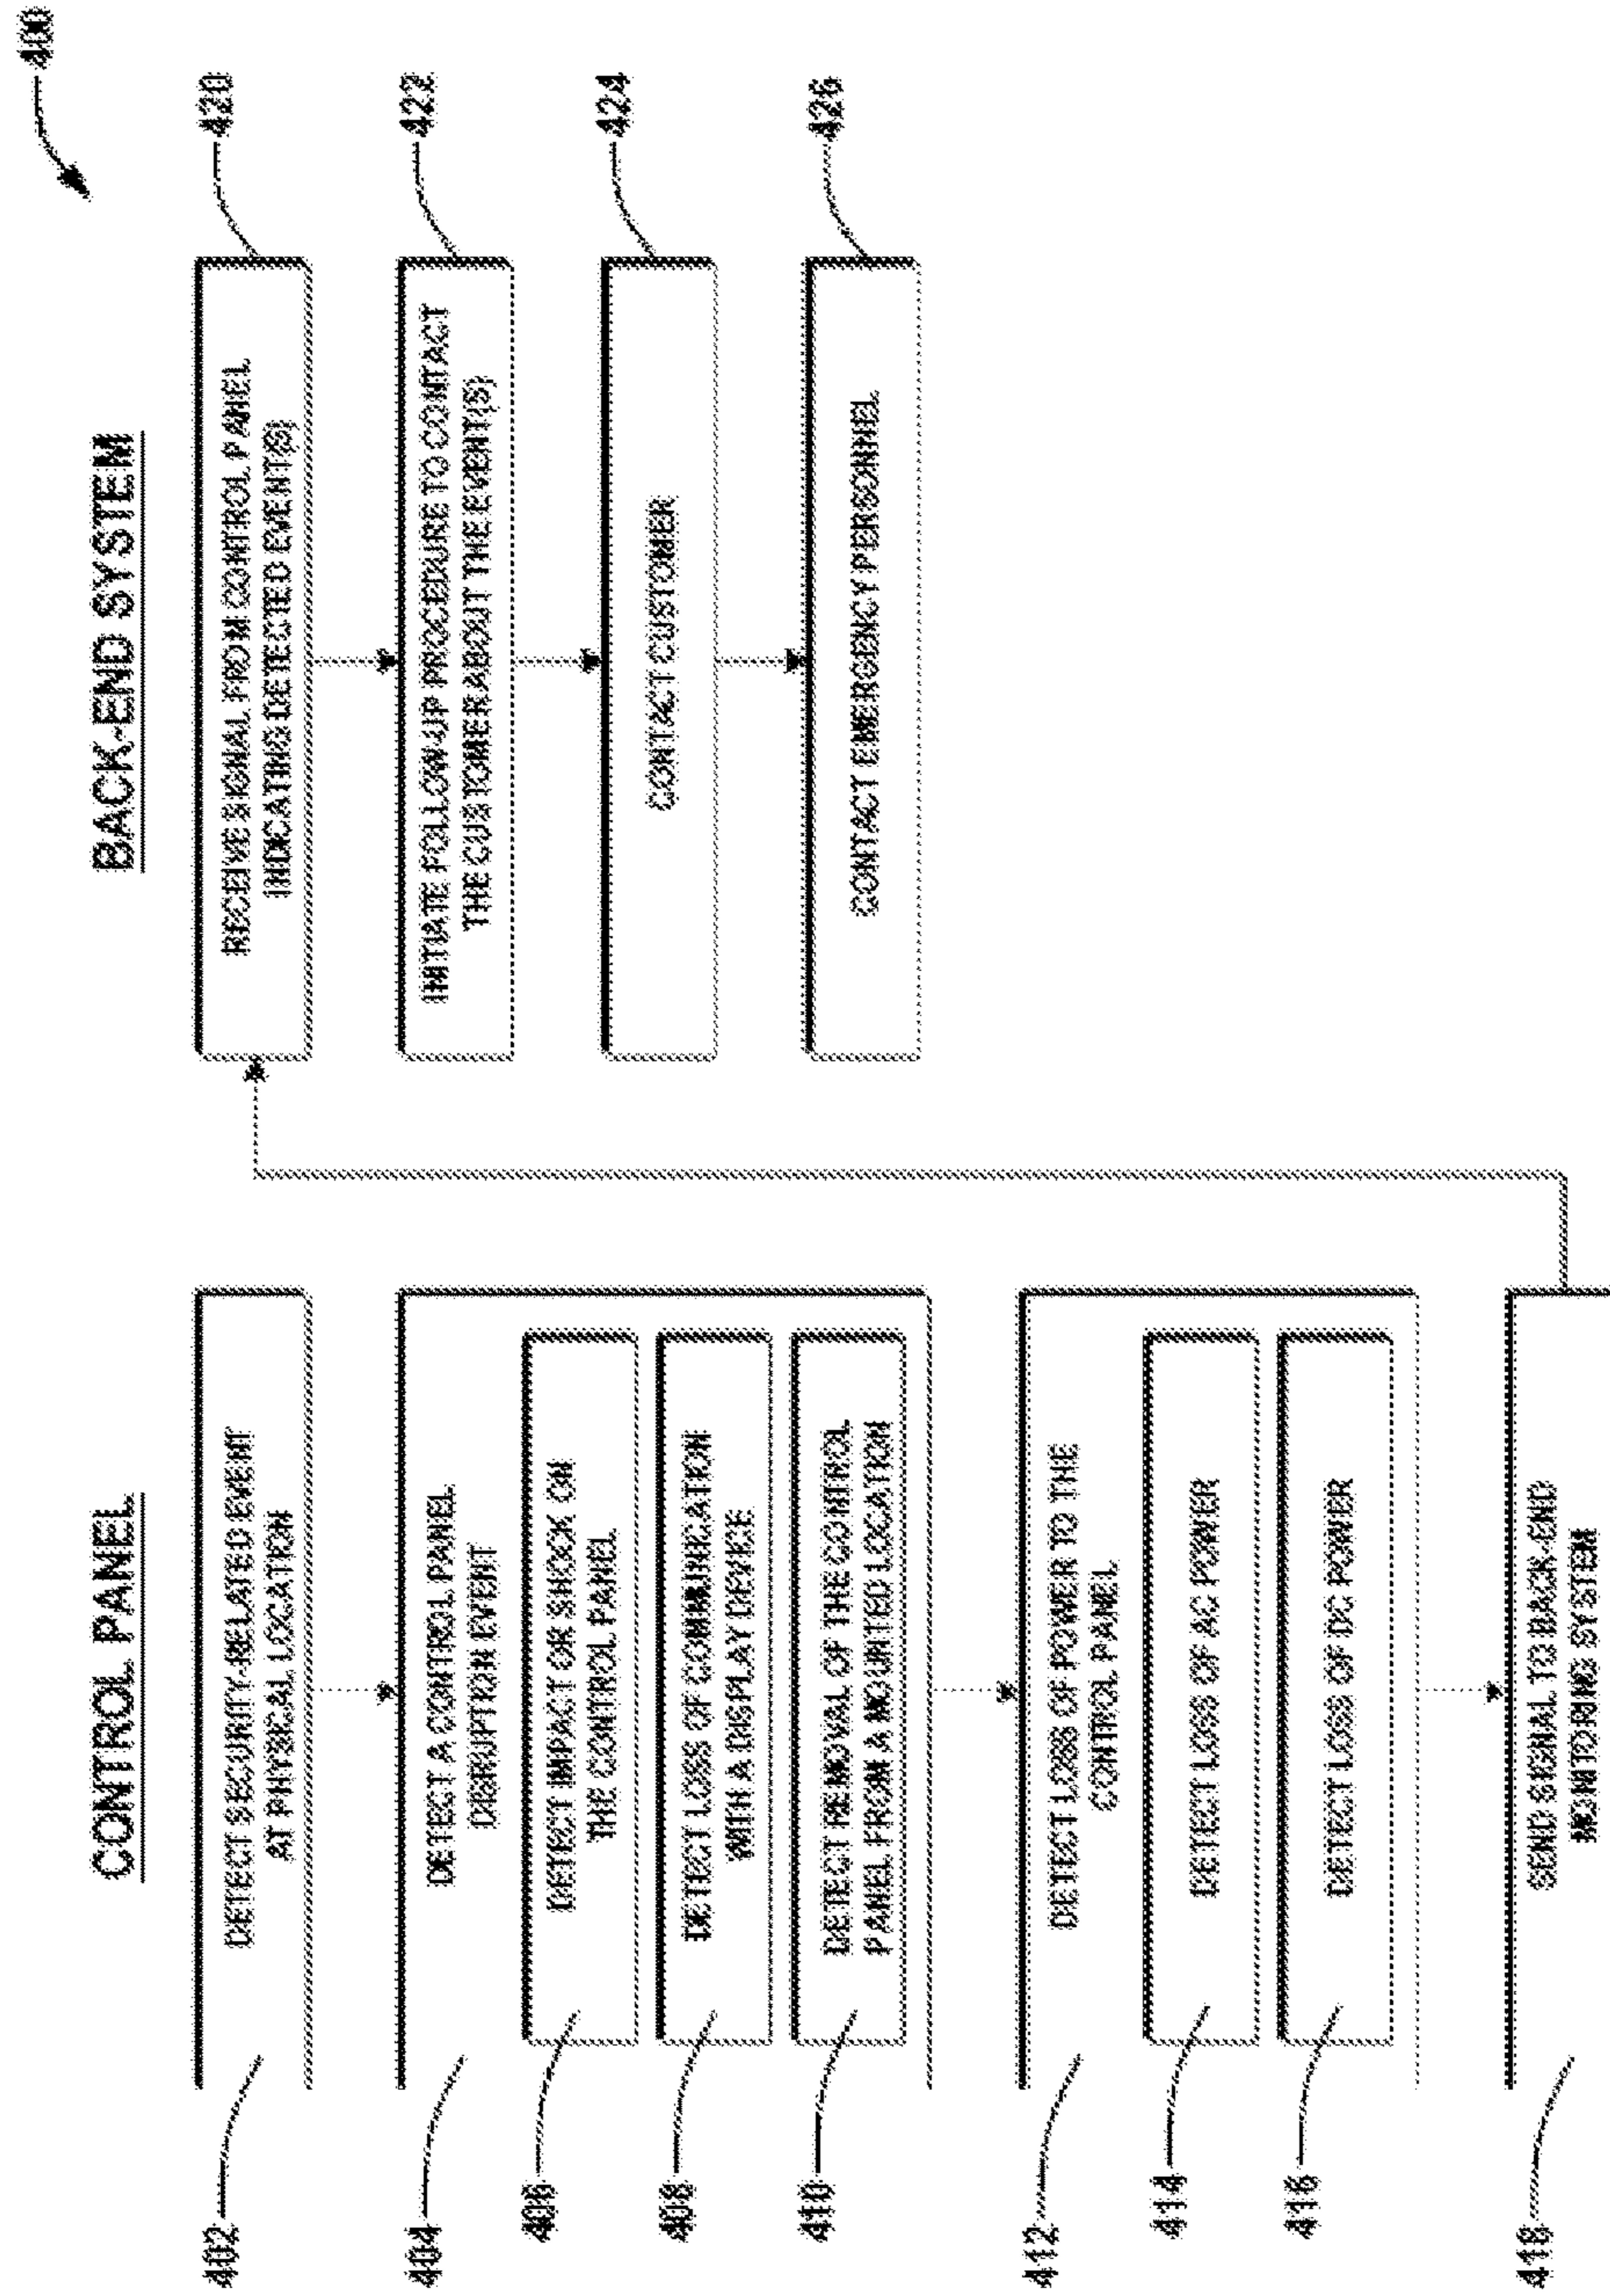 400
CONTROL PANEL
402
DETECT SECURITY-RELATED EVENT
AT PHYSICAL LOCATION
404
DETECT A CONTROL PANEL
DISRUPTION EVENT
406
DETECT IMPACT OR SHOCK ON
THE CONTROL PANEL
408
DETECT LOSS OF COMMUNICATION
WITH A DISPLAY DEVICE
410
DETECT REMOVAL OF THE CONTROL
PANEL FROM A MOUNTED LOCATION
412
DETECT LOSS OF POWER TO THE
CONTROL PANEL
414
DETECT LOSS OF AC POWER
416
DETECT LOSS OF DC POWER
418
SEND SIGNAL TO BACK-END
MONITORING SYSTEM
BACK-END SYSTEM
RECEIVE SIGNAL FROM CONTROL PANEL
INDICATING DETECTED EVENT(S)
420
INITIATE FOLLOW-UP PROCEDURE TO CONTACT
THE CUSTOMER ABOUT THE EVENT(S)
422
CONTACT CUSTOMER
424
CONTACT EMERGENCY PERSONNEL
426